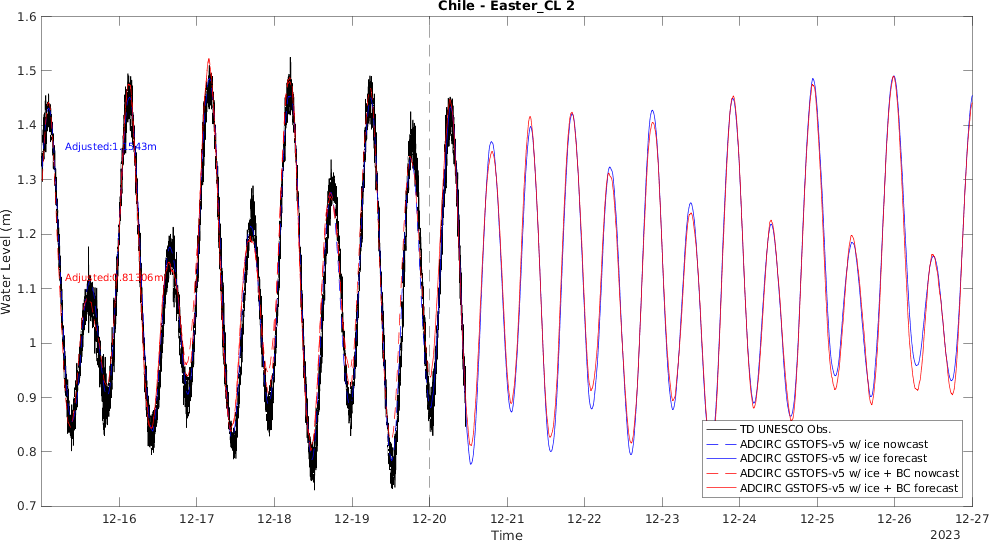 Chile - Easter_CL 2
1.6
1.5
1.4
1.3
1.2
1.1
1
0.9
0.8
0.7
Water Level (m)
Adjusted:0.81306m
12-16
12-17
12-18
12-19
12-20
12-21
12-22
12-23
12-24
12-25
12-26
12-27
Time
2023
TD UNESCO Obs.
ADCIRC GSTOFS-v5 w/ ice nowcast
ADCIRC GSTOFS-v5 w/ ice forecast
ADCIRC GSTOFS-v5 w/ ice + BC nowcast
ADCIRC GSTOFS-v5 w/ ice + BC forecast